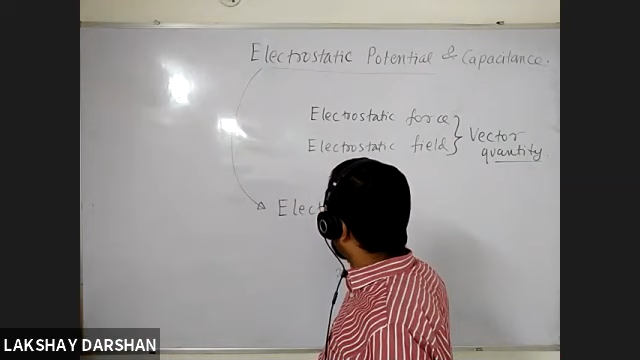 Electrostatic Potential & Capacitance.
Electrostatic force
Electrostatic field
Vector
quantity.
Elect
LAKSHAY DARSHAN